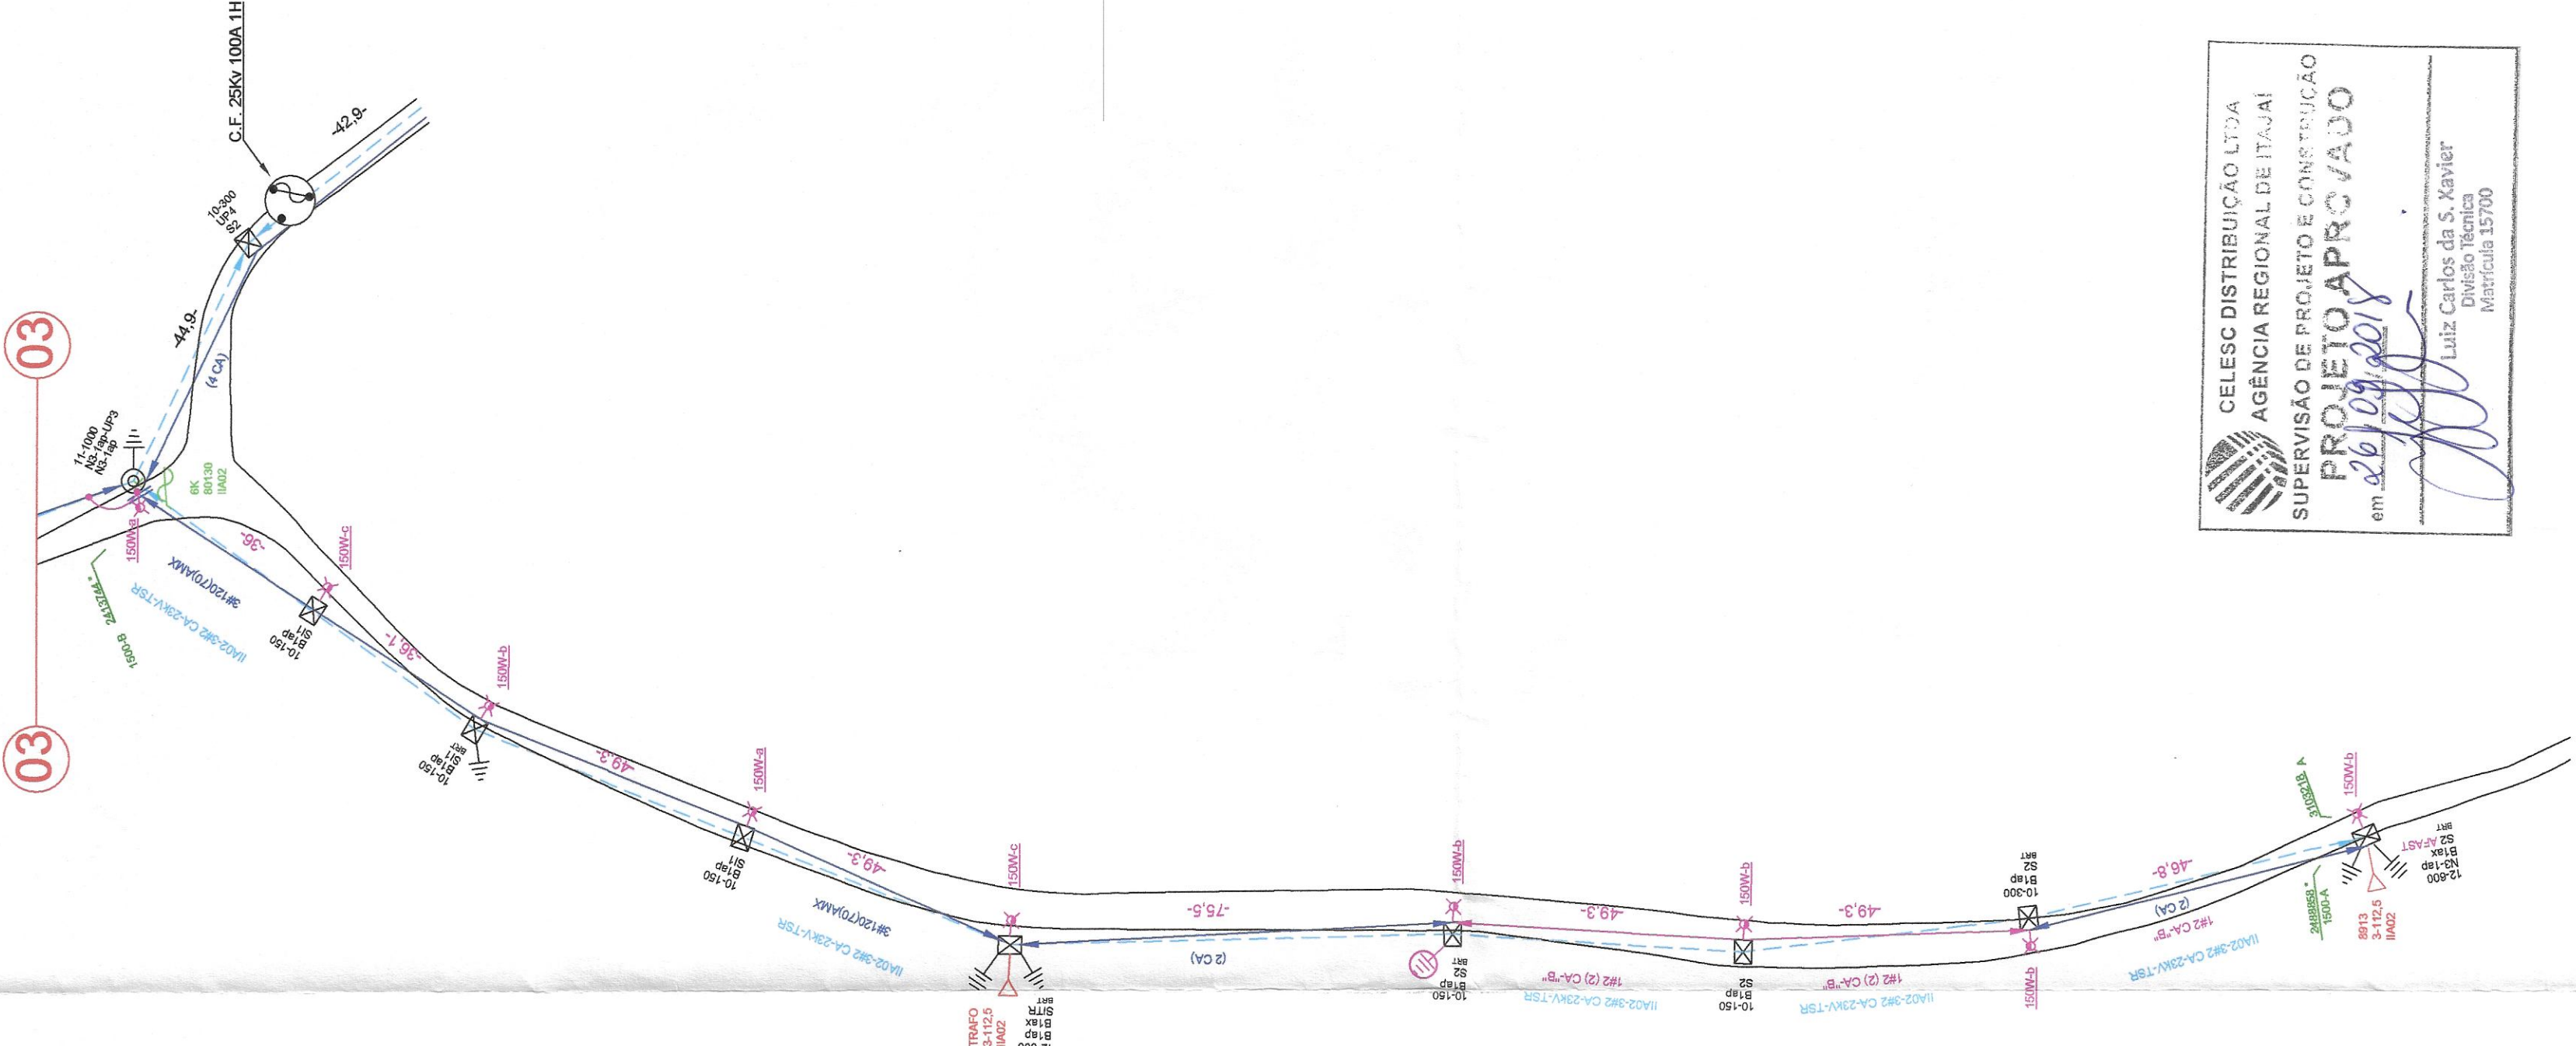 C.F. 25Kv 100A 1H
-42,9-
10-300
UP4
S2
03
-44,9-
(4 CA)
11-1000
N3-1ap-UP3
N3-1ap
6K
80130
IIA02
150W-a
-36-
150W-c
3#120(70)AMX
IIA02-3#2 CA-23kV-TSR
1500-B 2413744*
10-150
B1ap
SI1
-36,1-
150W-b
03
10-150
B1ap
SI1
BRT
-49,3-
150W-a
10-150
B1ap
SI1
-49,3-
3#120(70)AMX
IIA02-3#2 CA-23kV-TSR
150W-c
TRAFO
3-112,5
IIA02
B1ap
B1ax
SITR
BRT
-75,5-
(2 CA)
150W-b
10-150
B1ap
S2
BRT
-49,3-
1#2 (2) CA-"B"
IIA02-3#2 CA-23kV-TSR
150W-b
10-150
B1ap
S2
-49,3-
1#2 (2) CA-"B"
IIA02-3#2 CA-23kV-TSR
10-300
B1ap
S2
BRT
150W-b
-46,8-
(2 CA)
1#2 CA-"B"
IIA02-3#2 CA-23kV-TSR
3103218 A
150W-b
2488858*
1500-A
8913
3-112,5
IIA02
12-600
N3-1ap
B1ax
S2 AFAST
BRT
CELESC DISTRIBUIÇÃO LTDA
AGÊNCIA REGIONAL DE ITAJAÍ
SUPERVISÃO DE PROJETO E CONSTRUÇÃO
PROJETO APROVADO
em 26/09/2018
Luiz Carlos da S. Xavier
Divisão Técnica
Matrícula 15700